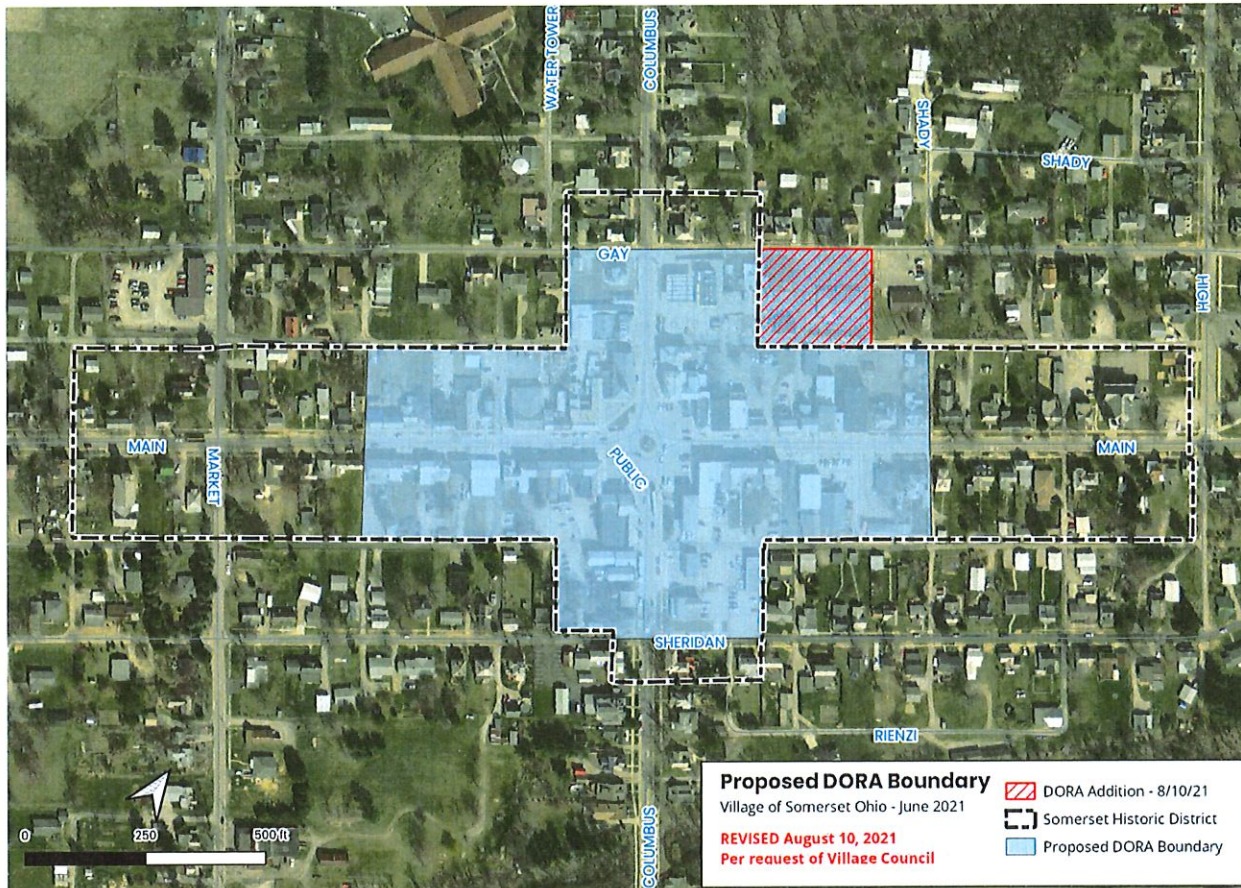 WATER TOWER
COLUMBUS
SHADY
SHADY
GAY
HIGH
MAIN
MARKET
PUBLIC
MAIN
SHERIDAN
RIENZI
COLUMBUS
0 250 500 ft
Proposed DORA Boundary
Village of Somerset Ohio - June 2021
REVISED August 10, 2021
Per request of Village Council
DORA Addition - 8/10/21
Somerset Historic District
Proposed DORA Boundary